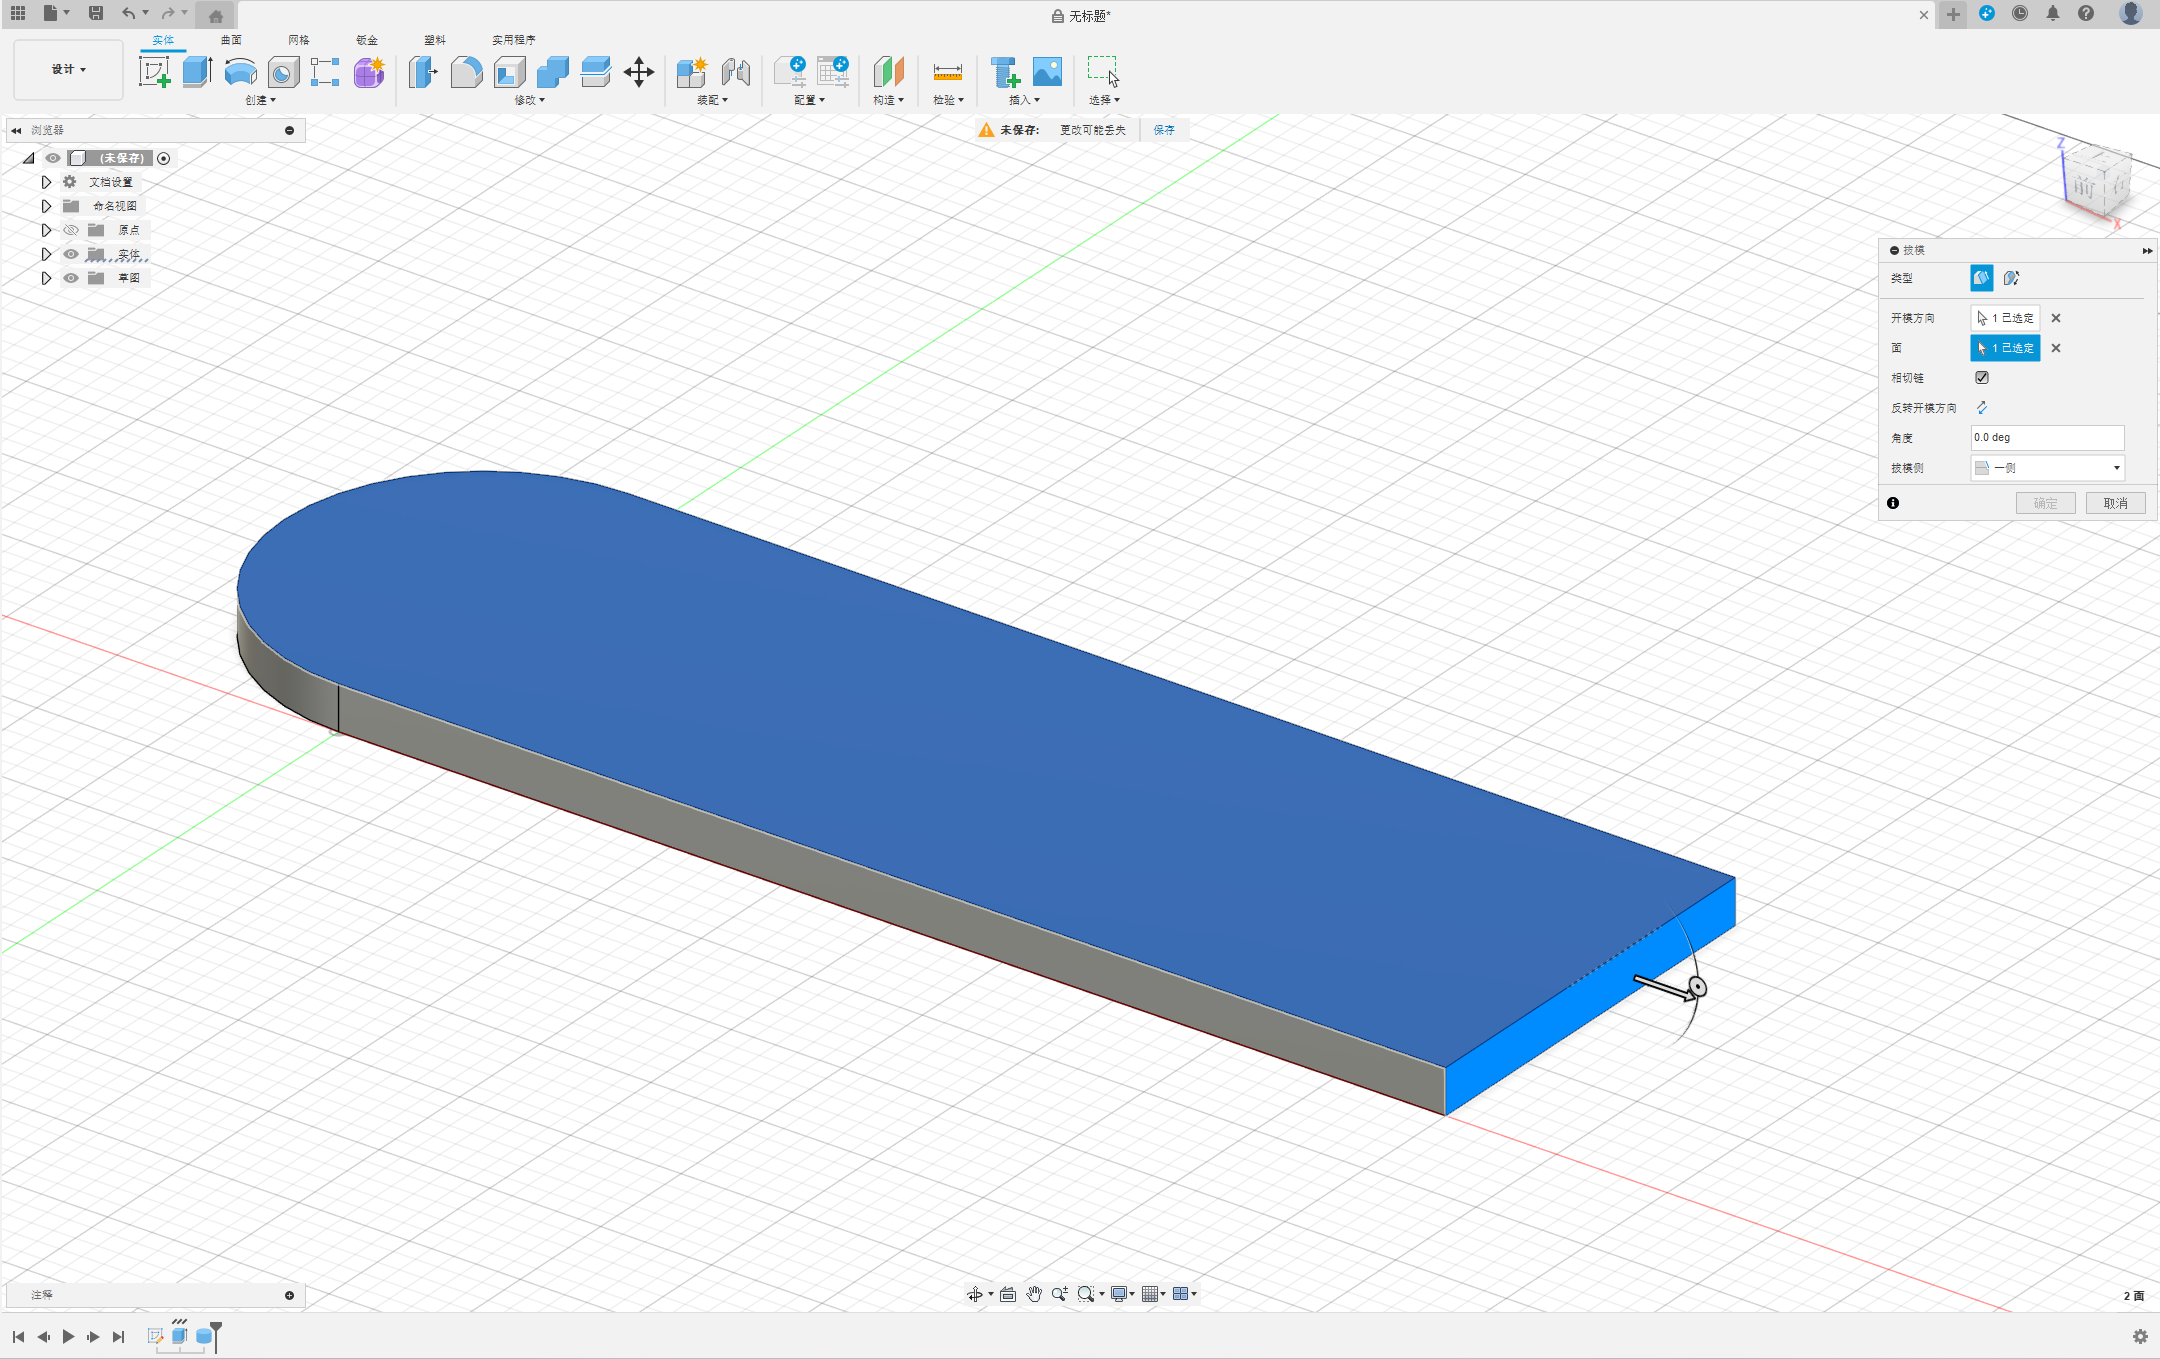 无标题*
设计
实体 曲面 网格 钣金 塑料 实用程序
创建 修改 装配 配置 构造 检验 插入 选择
浏览器
未保存: 更改可能丢失 保存
(未保存)
文档设置
命名视图
原点
实体
草图
Z
X
前
拔模
类型
开模方向 1 已选定
面 1 已选定
相切链
反转开模方向
角度 0.0 deg
拔模侧 一侧
确定 取消
注释
2 面